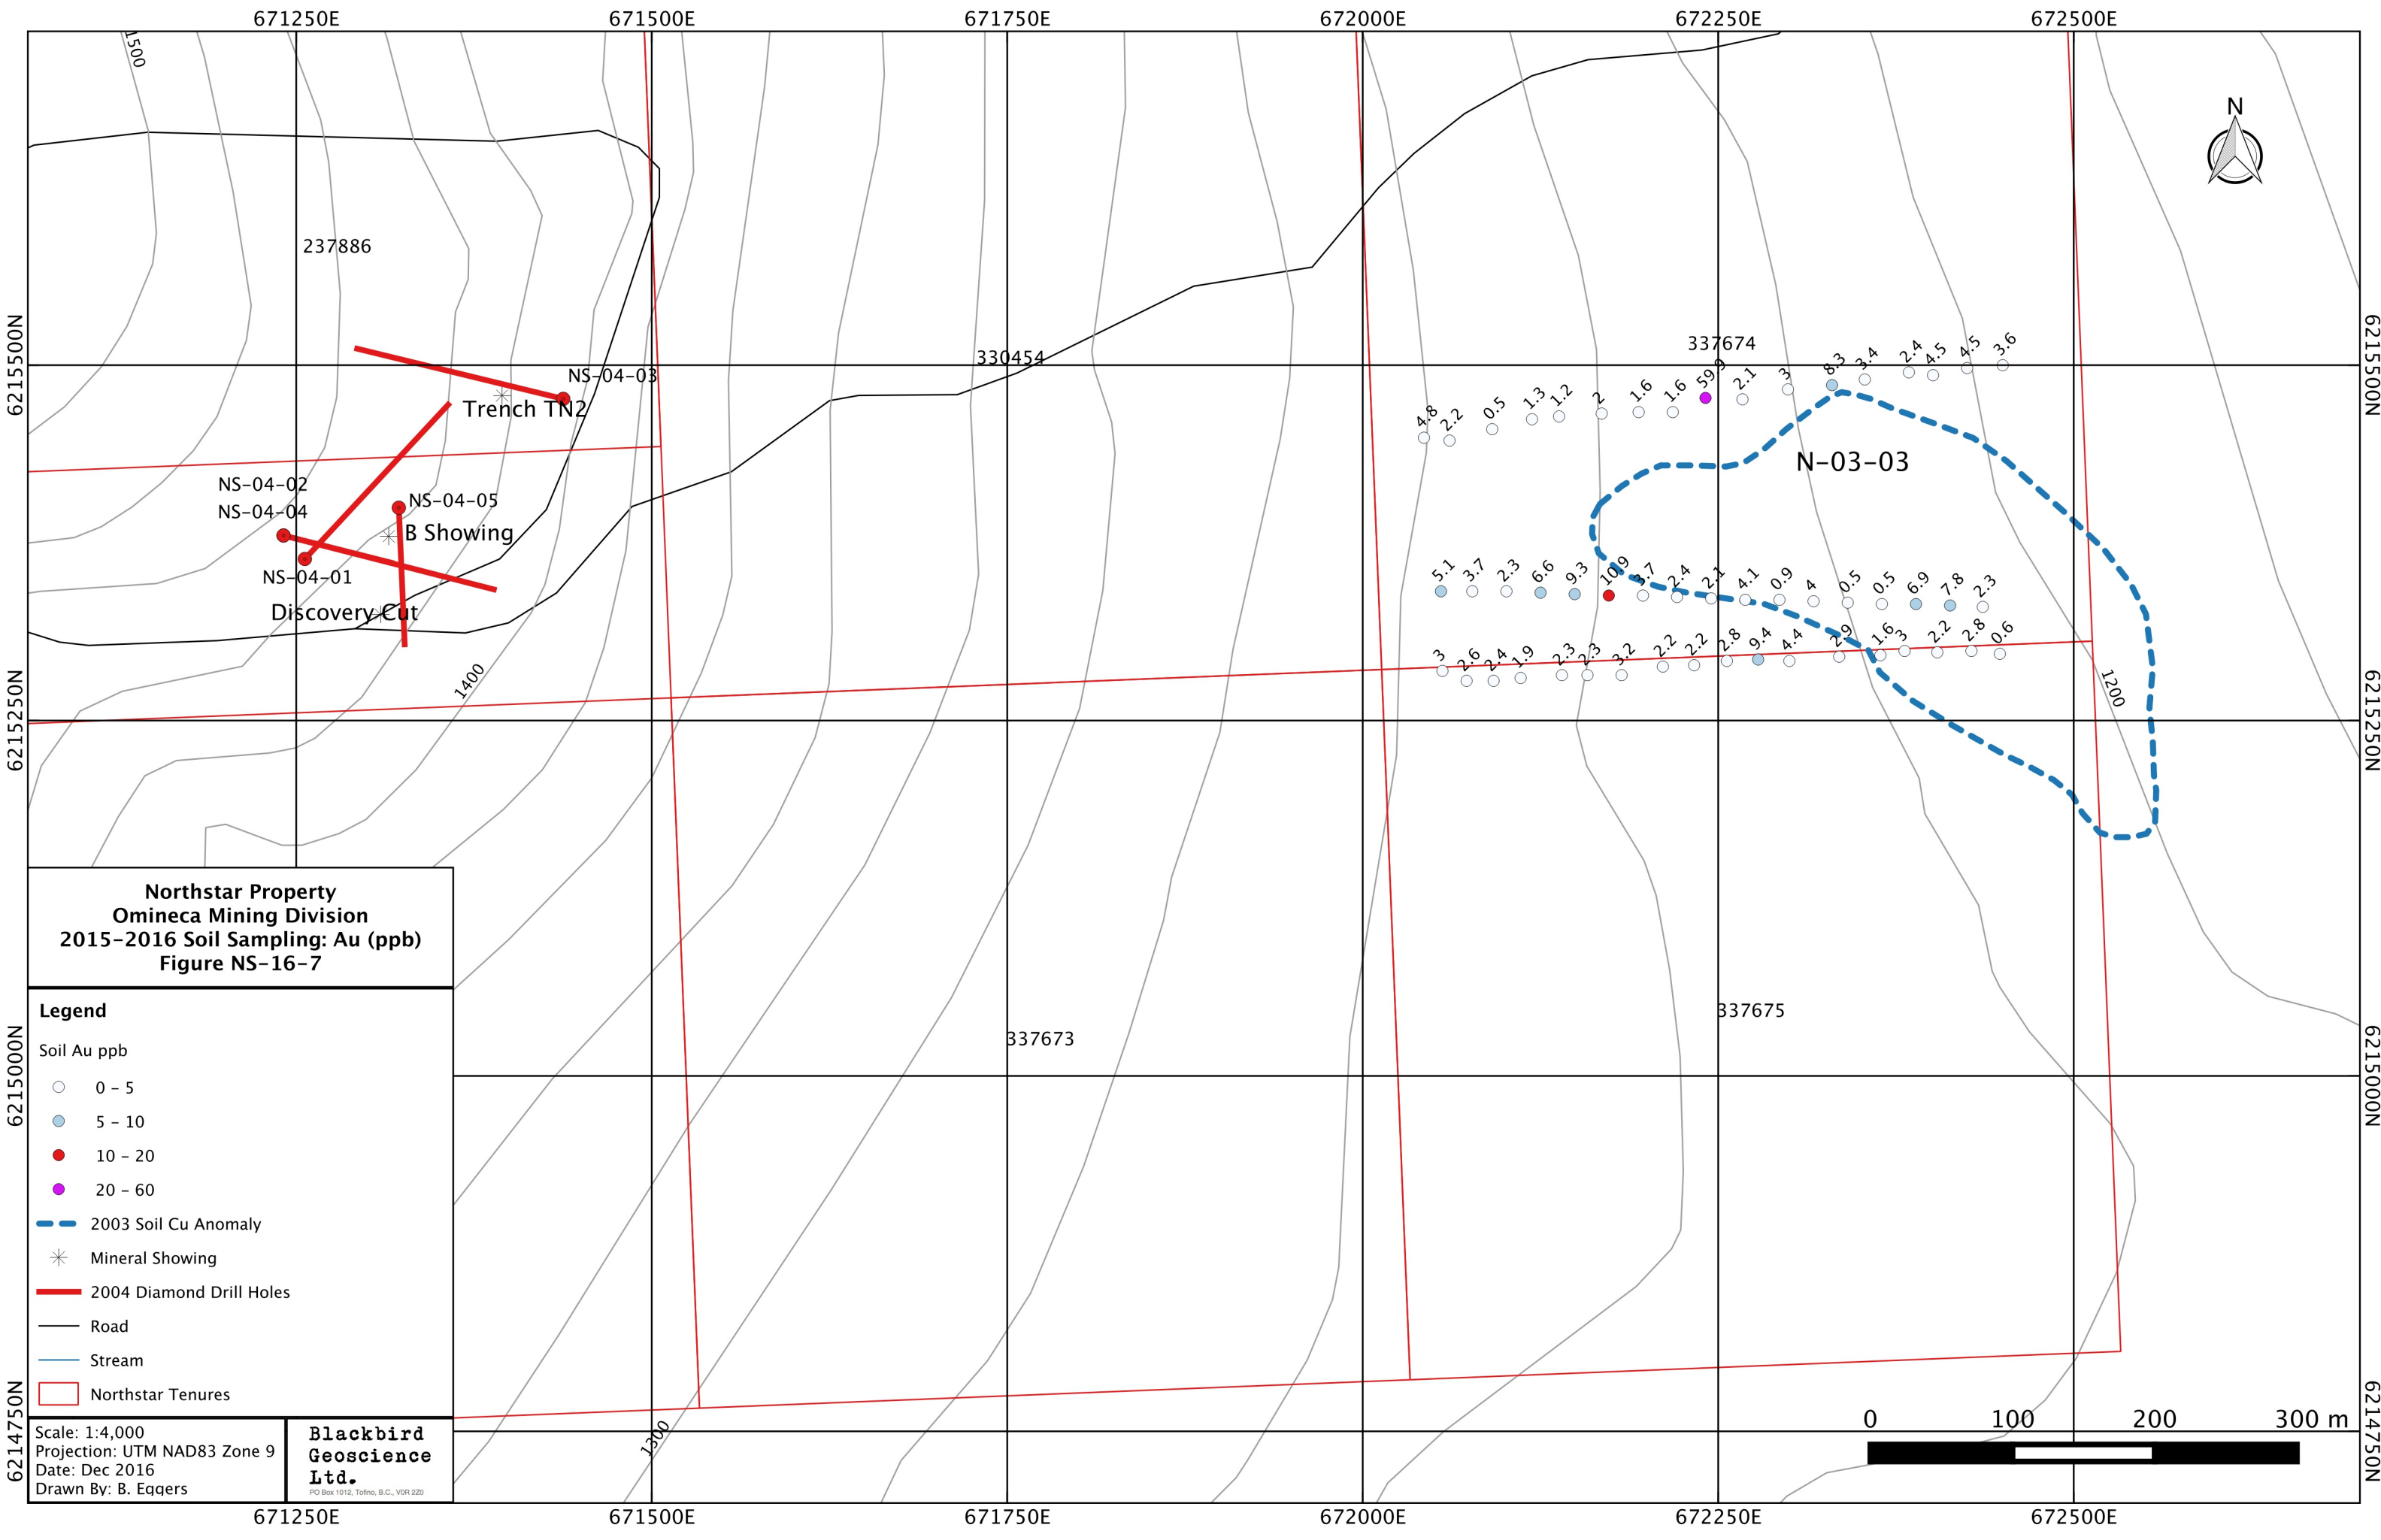 671250E 671500E 671750E 672000E 672250E 672500E
1500
N
237886
6215500N
330454
337674
6215500N
NS-04-03
Trench TN2
4.8 2.2 0.5 1.3 1.2 2 1.6 1.6 59.9 2.1 3 8.3 3.4 2.4 4.5 4.5 3.6
N-03-03
NS-04-02
NS-04-04
NS-04-05
B Showing
NS-04-01
Discovery Cut
5.1 3.7 2.3 6.6 9.3 10.9 3.7 2.4 2.1 4.1 0.9 4 0.5 0.5 6.9 7.8 2.3
3 2.6 2.4 1.9 2.3 2.3 3.2 2.2 2.2 2.8 9.4 4.4 2.9 1.6 3 2.2 2.8 0.6
1400
1200
6215250N
6215250N
337675
337673
6215000N
6215000N
Northstar Property
Omineca Mining Division
2015-2016 Soil Sampling: Au (ppb)
Figure NS-16-7
Legend
Soil Au ppb
0 - 5
5 - 10
10 - 20
20 - 60
2003 Soil Cu Anomaly
Mineral Showing
2004 Diamond Drill Holes
Road
Stream
Northstar Tenures
Scale: 1:4,000
Projection: UTM NAD83 Zone 9
Date: Dec 2016
Drawn By: B. Eggers
Blackbird
Geoscience
Ltd.
PO Box 1012, Tofino, B.C., V0R 2Z0
1300
0 100 200 300 m
6214750N
6214750N
671250E 671500E 671750E 672000E 672250E 672500E